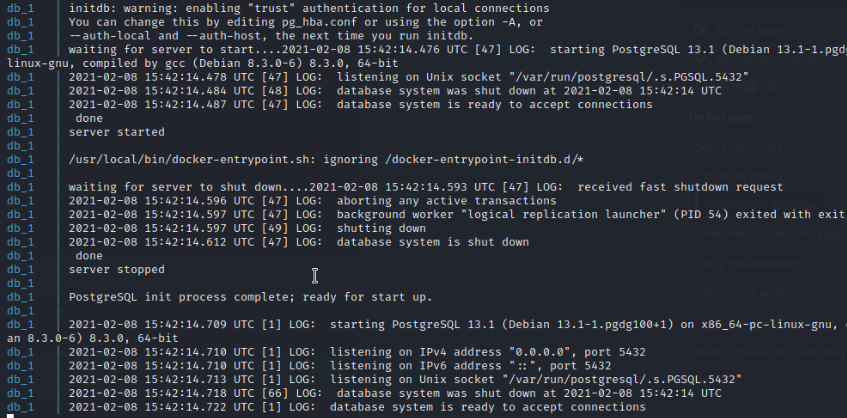 db_1 | initdb: warning: enabling "trust" authentication for local connections
db_1 | You can change this by editing pg_hba.conf or using the option -A, or
db_1 | --auth-local and --auth-host, the next time you run initdb.
db_1 | waiting for server to start....2021-02-08 15:42:14.476 UTC [47] LOG:  starting PostgreSQL 13.1 (Debian 13.1-1.pgdg
linux-gnu, compiled by gcc (Debian 8.3.0-6) 8.3.0, 64-bit
db_1 | 2021-02-08 15:42:14.478 UTC [47] LOG:  listening on Unix socket "/var/run/postgresql/.s.PGSQL.5432"
db_1 | 2021-02-08 15:42:14.484 UTC [48] LOG:  database system was shut down at 2021-02-08 15:42:14 UTC
db_1 | 2021-02-08 15:42:14.487 UTC [47] LOG:  database system is ready to accept connections
db_1 |  done
db_1 | server started
db_1 |
db_1 | /usr/local/bin/docker-entrypoint.sh: ignoring /docker-entrypoint-initdb.d/*
db_1 |
db_1 | waiting for server to shut down....2021-02-08 15:42:14.593 UTC [47] LOG:  received fast shutdown request
db_1 | 2021-02-08 15:42:14.596 UTC [47] LOG:  aborting any active transactions
db_1 | 2021-02-08 15:42:14.597 UTC [47] LOG:  background worker "logical replication launcher" (PID 54) exited with exit
db_1 | 2021-02-08 15:42:14.597 UTC [49] LOG:  shutting down
db_1 | 2021-02-08 15:42:14.612 UTC [47] LOG:  database system is shut down
db_1 |  done
db_1 | server stopped
db_1 |
db_1 | PostgreSQL init process complete; ready for start up.
db_1 |
db_1 | 2021-02-08 15:42:14.709 UTC [1] LOG:  starting PostgreSQL 13.1 (Debian 13.1-1.pgdg100+1) on x86_64-pc-linux-gnu,
an 8.3.0-6) 8.3.0, 64-bit
db_1 | 2021-02-08 15:42:14.710 UTC [1] LOG:  listening on IPv4 address "0.0.0.0", port 5432
db_1 | 2021-02-08 15:42:14.710 UTC [1] LOG:  listening on IPv6 address "::", port 5432
db_1 | 2021-02-08 15:42:14.713 UTC [1] LOG:  listening on Unix socket "/var/run/postgresql/.s.PGSQL.5432"
db_1 | 2021-02-08 15:42:14.718 UTC [66] LOG:  database system was shut down at 2021-02-08 15:42:14 UTC
db_1 | 2021-02-08 15:42:14.722 UTC [1] LOG:  database system is ready to accept connections